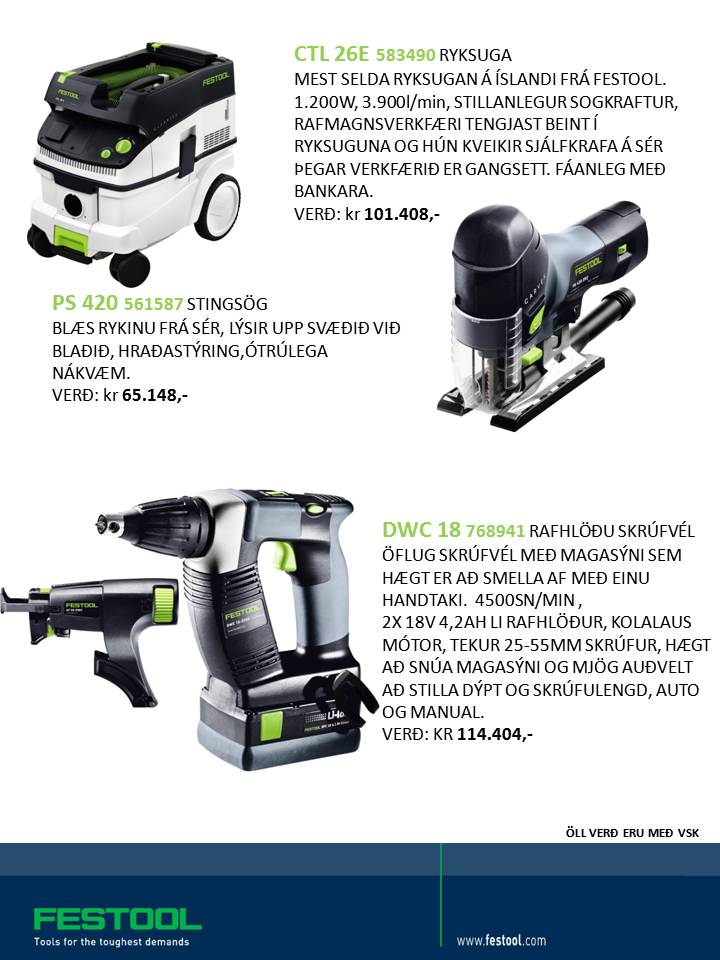 CTL 26E 583490 RYKSUGA
MEST SELDA RYKSUGAN Á ÍSLANDI FRÁ FESTOOL.
1.200W, 3.900l/min, STILLANLEGUR SOGKRAFTUR,
RAFMAGNSVERKFÆRI TENGJAST BEINT Í
RYKSUGUNA OG HÚN KVEIKIR SJÁLFKRAFA Á SÉR
ÞEGAR VERKFÆRIÐ ER GANGSETT. FÁANLEG MEÐ
BANKARA.
VERÐ: kr 101.408,-
FESTOOL
FESTOOL
PS 420 561587 STINGSÖG
BLÆS RYKINU FRÁ SÉR, LÝSIR UPP SVÆÐIÐ VIÐ
BLAÐIÐ, HRAÐASTÝRING,ÓTRÚLEGA
NÁKVÆM.
VERÐ: kr 65.148,-
FESTOOL
CARVEX
DWC 18 768941 RAFHLÖÐU SKRÚFVÉL
ÖFLUG SKRÚFVÉL MEÐ MAGASÝNI SEM
HÆGT ER AÐ SMELLA AF MEÐ EINU
HANDTAKI. 4500SN/MIN ,
2X 18V 4,2AH LI RAFHLÖÐUR, KOLALAUS
MÓTOR, TEKUR 25-55MM SKRÚFUR, HÆGT
AÐ SNÚA MAGASÝNI OG MJÖG AUÐVELT
AÐ STILLA DÝPT OG SKRÚFULENGD, AUTO
OG MANUAL.
VERÐ: KR 114.404,-
FESTOOL
FESTOOL
ÖLL VERÐ ERU MEÐ VSK
FESTOOL
Tools for the toughest demands
www.festool.com